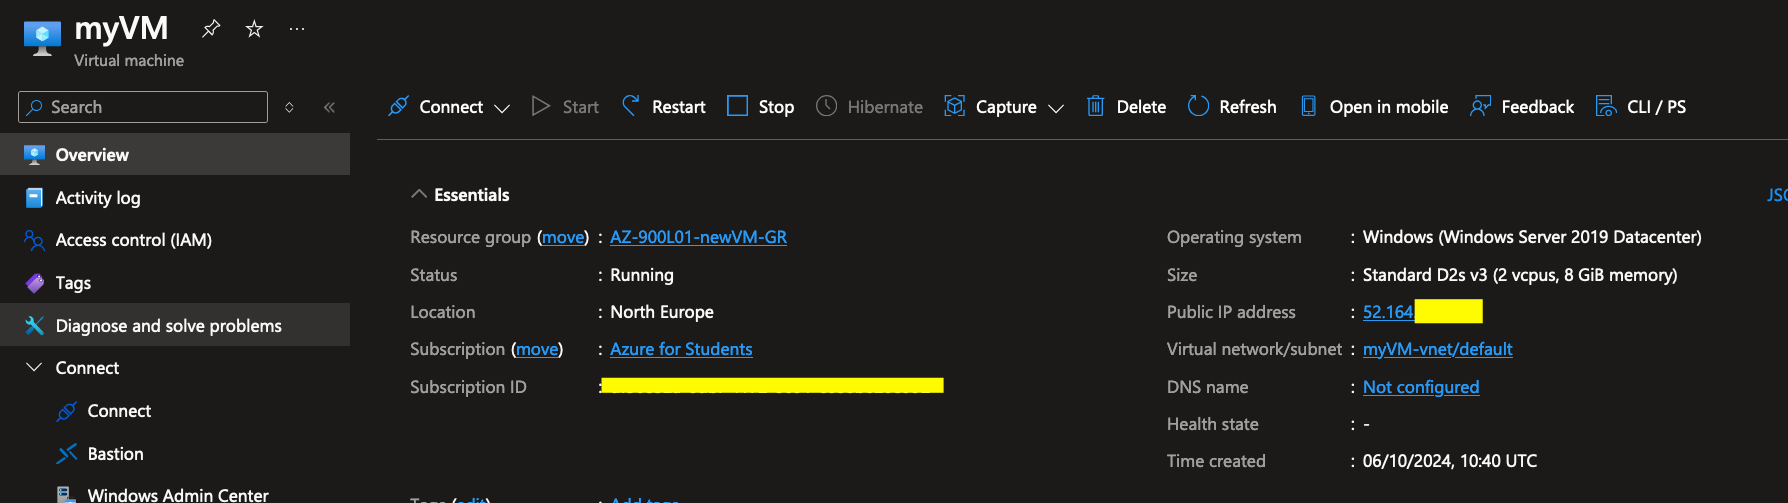 myVM
Virtual machine
Search
Connect Start Restart Stop Hibernate Capture Delete Refresh Open in mobile Feedback CLI / PS
Overview
Activity log
Access control (IAM)
Tags
Diagnose and solve problems
Connect
Connect
Bastion
Windows Admin Center
Essentials
Resource group (move) : AZ-900L01-newVM-GR
Status : Running
Location : North Europe
Subscription (move) : Azure for Students
Subscription ID :
Operating system : Windows (Windows Server 2019 Datacenter)
Size : Standard D2s v3 (2 vcpus, 8 GiB memory)
Public IP address : 52.164
Virtual network/subnet : myVM-vnet/default
DNS name : Not configured
Health state : -
Time created : 06/10/2024, 10:40 UTC
Tags (edit) : Add tags